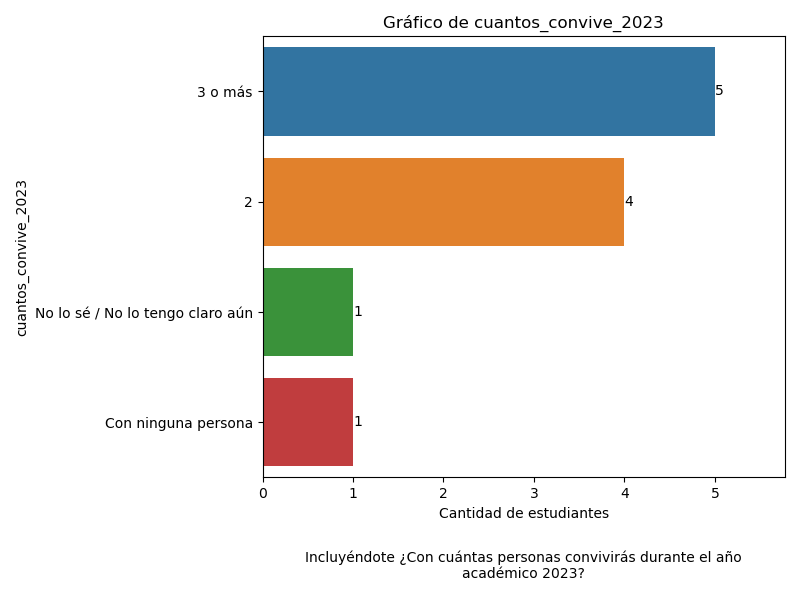 Gráfico de cuantos_convive_2023
cuantos_convive_2023
3 o más
5
2
4
No lo sé / No lo tengo claro aún
1
Con ninguna persona
1
0 1 2 3 4 5
Cantidad de estudiantes
Incluyéndote ¿Con cuántas personas convivirás durante el año
académico 2023?